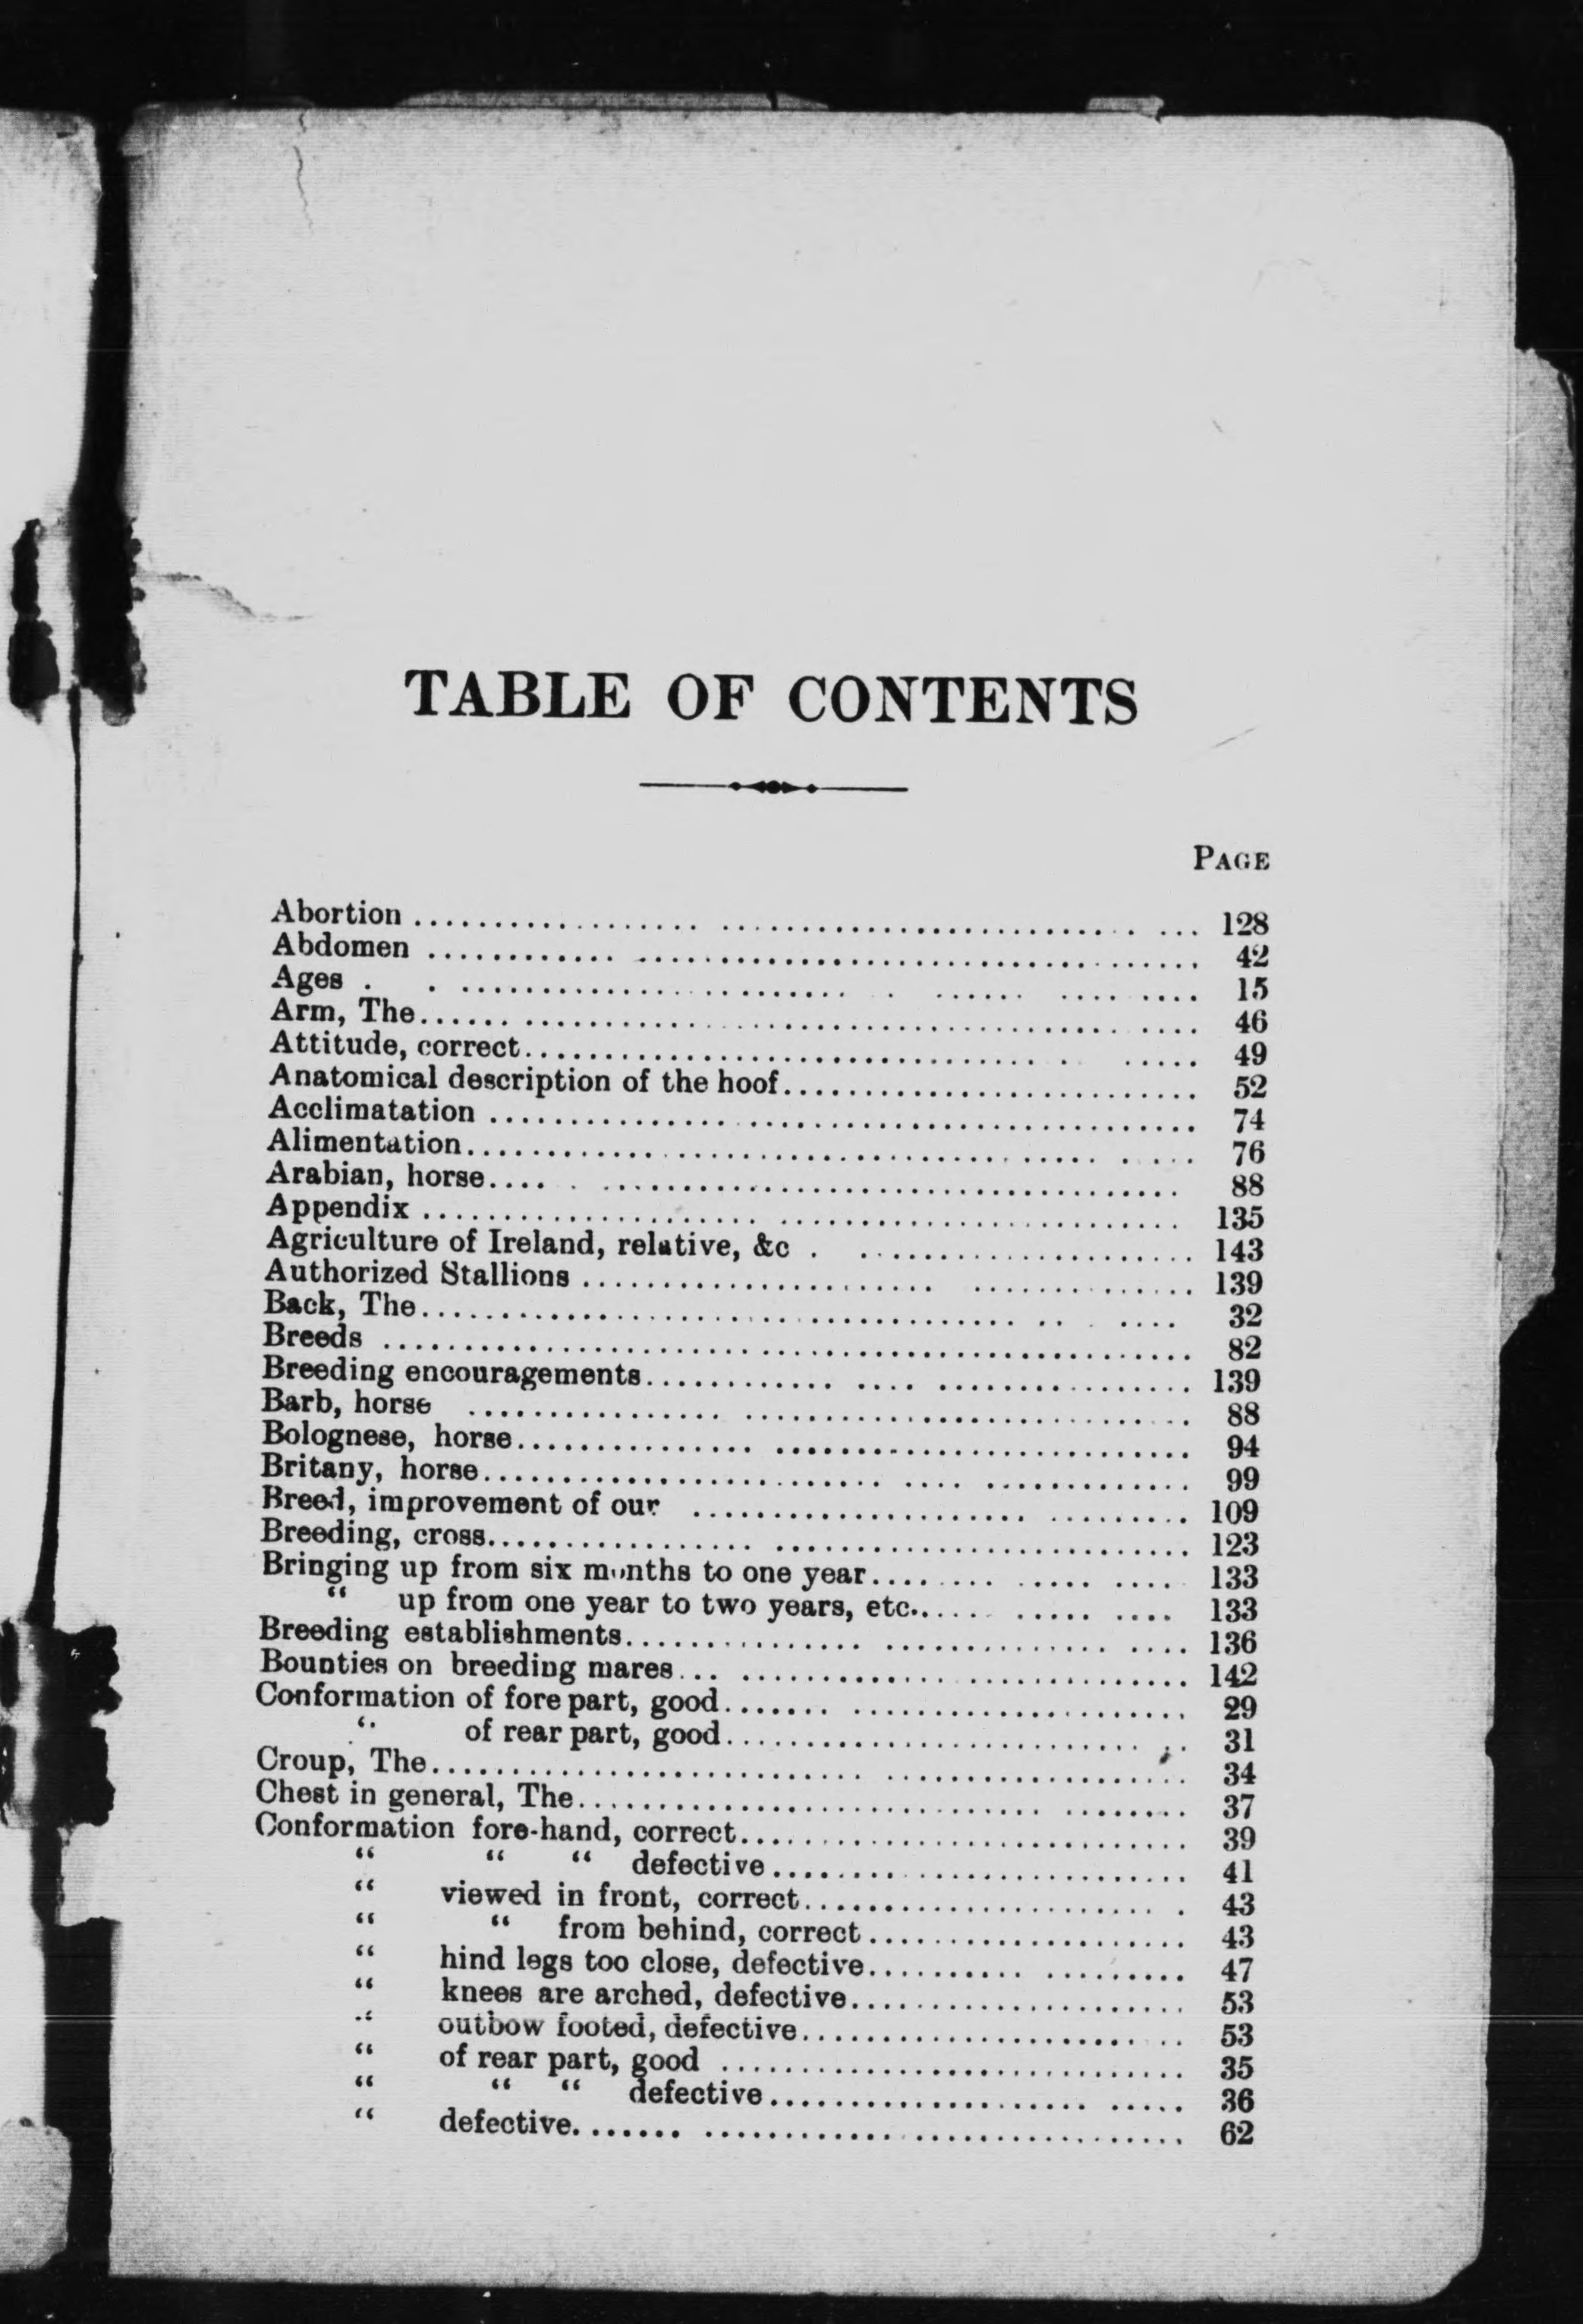 TABLE OF CONTENTS
PAGE
Abortion ........................................ 128
Abdomen ........................................ 42
Ages ........................................ 15
Arm, The........................................ 46
Attitude, correct........................................ 49
Anatomical description of the hoof........................................ 52
Acclimatation ........................................ 74
Alimentation........................................ 76
Arabian, horse........................................ 88
Appendix ........................................ 135
Agriculture of Ireland, relative, &c ........................................ 143
Authorized Stallions ........................................ 139
Back, The........................................ 32
Breeds ........................................ 82
Breeding encouragements........................................ 139
Barb, horse ........................................ 88
Bolognese, horse........................................ 94
Britany, horse........................................ 99
Breed, improvement of our ........................................ 109
Breeding, cross........................................ 123
Bringing up from six months to one year........................................ 133
“ up from one year to two years, etc......................................... 133
Breeding establishments........................................ 136
Bounties on breeding mares........................................ 142
Conformation of fore part, good........................................ 29
“ of rear part, good........................................ 31
Croup, The........................................ 34
Chest in general, The........................................ 37
Conformation fore-hand, correct........................................ 39
“ “ “ defective........................................ 41
“ viewed in front, correct........................................ 43
“ “ from behind, correct........................................ 43
“ hind legs too close, defective........................................ 47
“ knees are arched, defective........................................ 53
“ outbow footed, defective........................................ 53
“ of rear part, good ........................................ 35
“ “ “ defective........................................ 36
“ defective........................................ 62